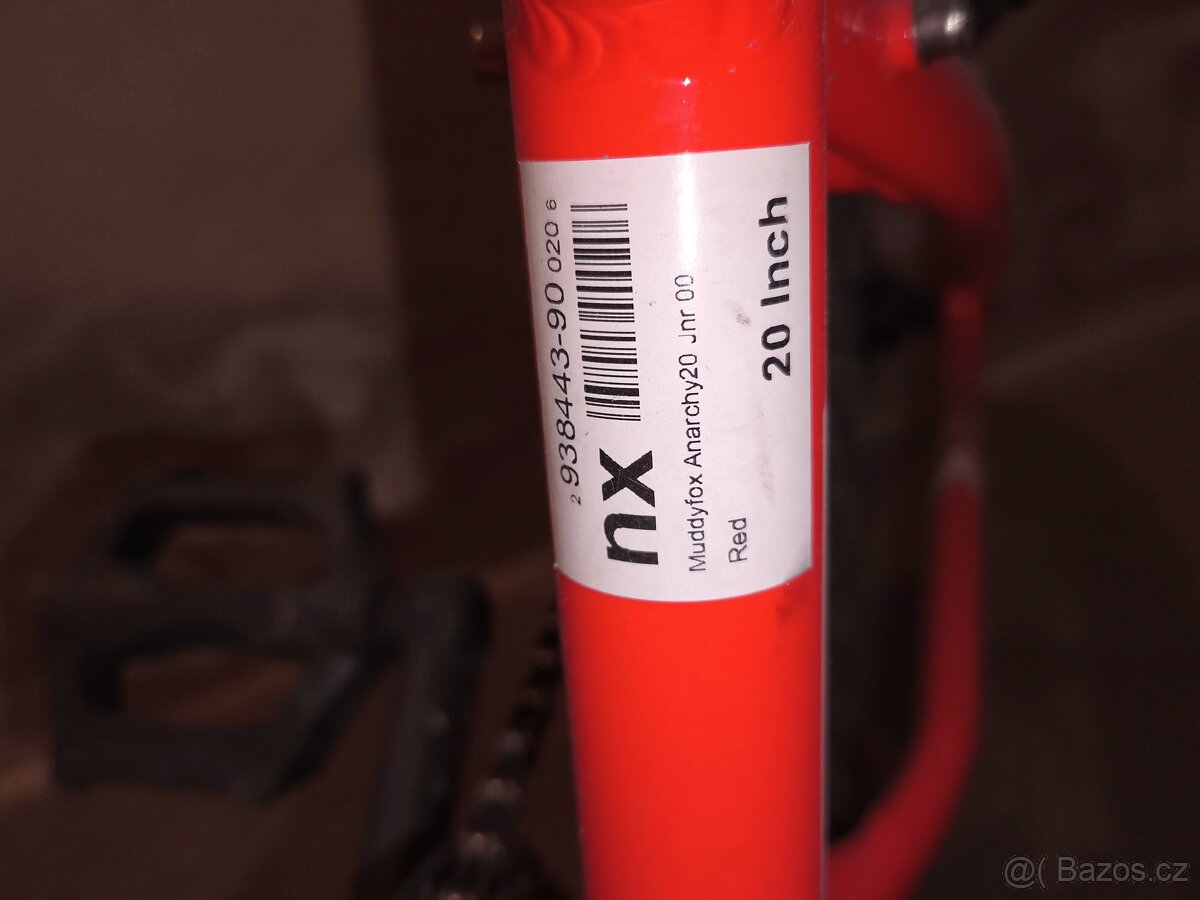 2 938443-90 020 6
nx
Muddyfox Anarchy20 Jnr 00
Red
20 Inch
@( Bazos.cz